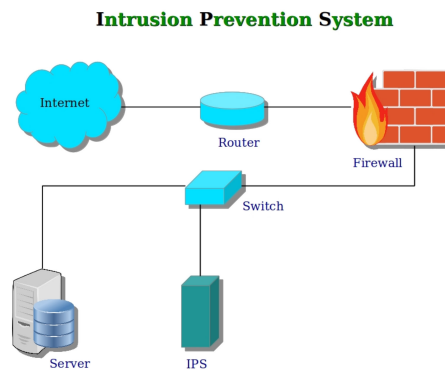 Intrusion Prevention System
Internet
Router
Firewall
Switch
Server
IPS